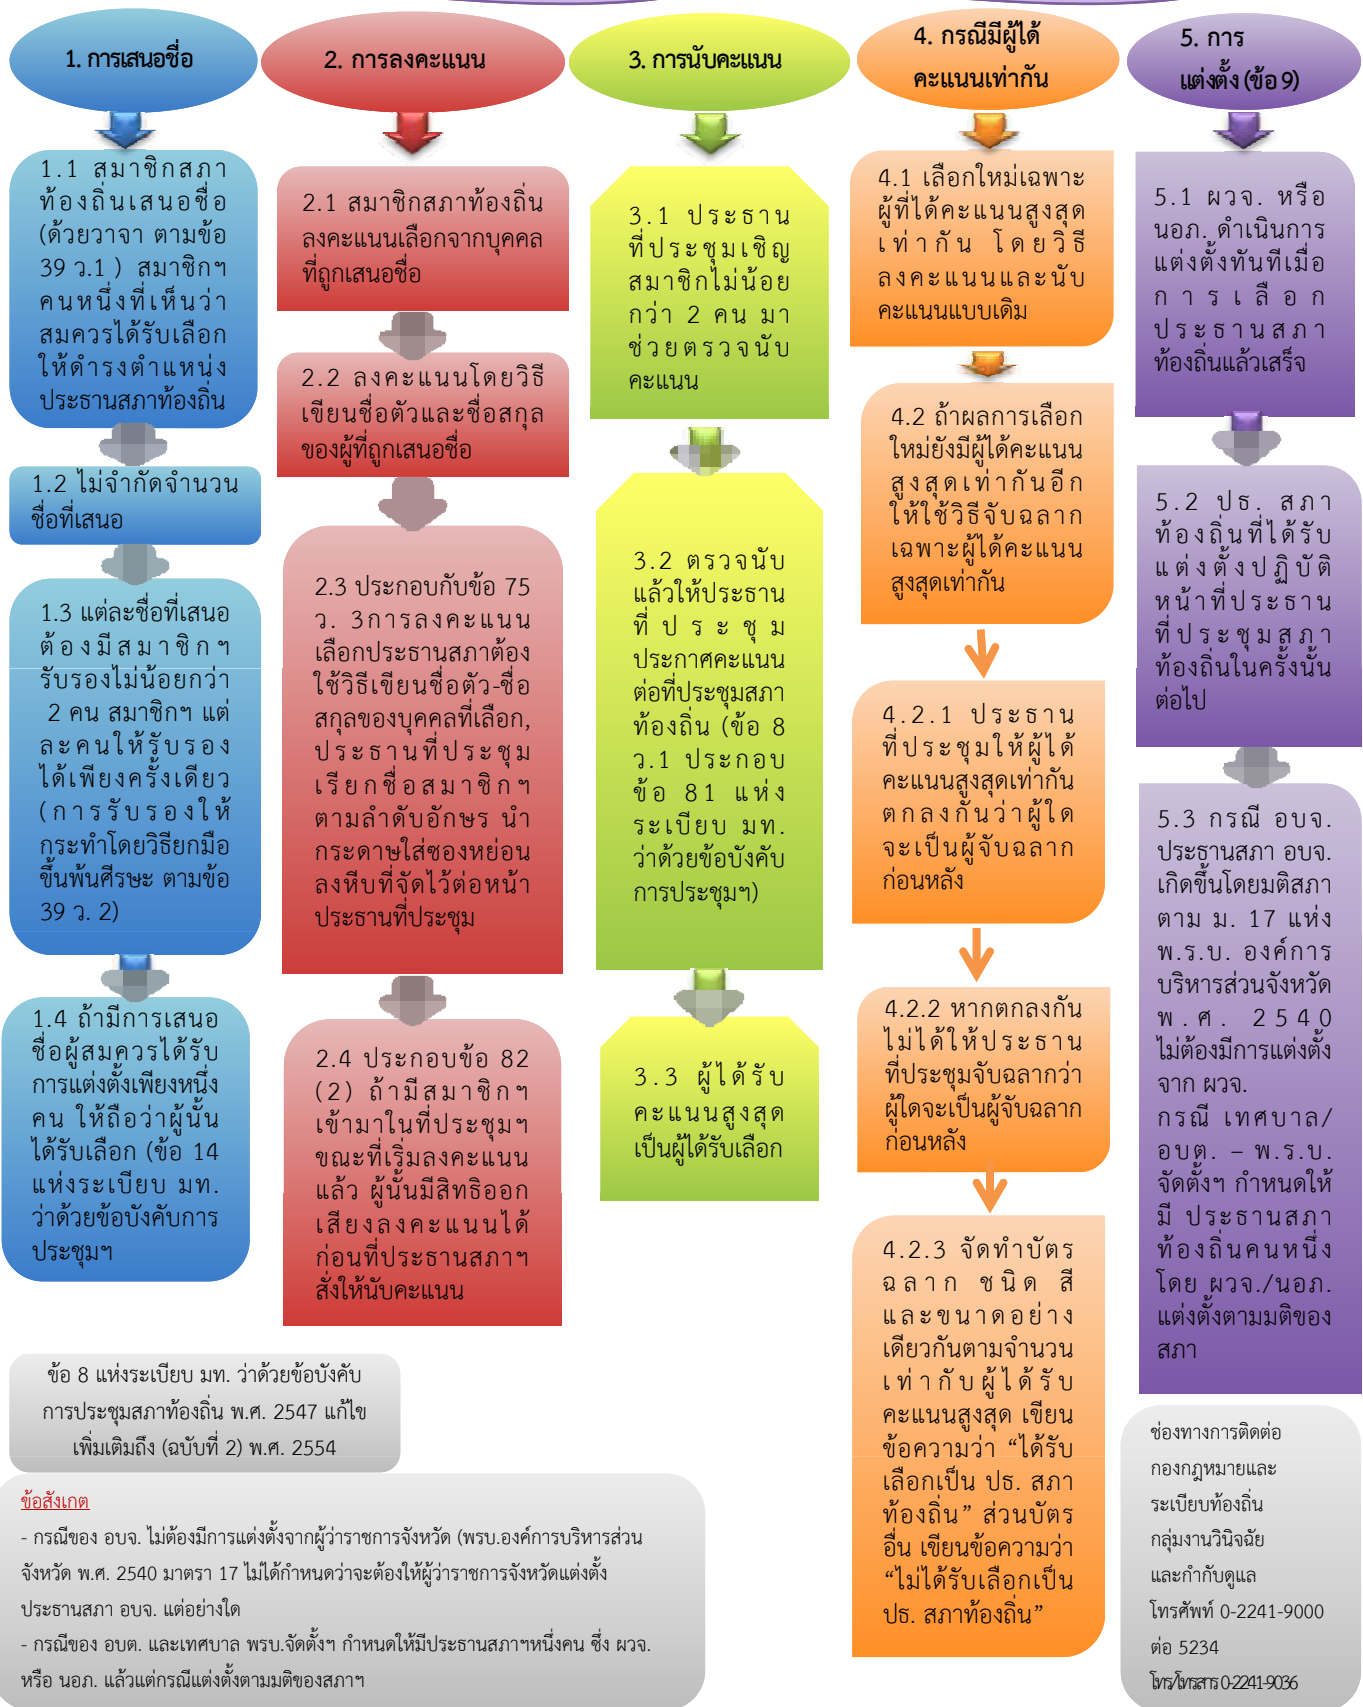 1. การเสนอชื่อ
1.1 สมาชิกสภา
ท้องถิ่นเสนอชื่อ
(ด้วยวาจา ตามข้อ
39 ว.1 ) สมาชิกฯ
คนหนึ่งที่เห็นว่า
สมควรได้รับเลือก
ให้ดำรงตำแหน่ง
ประธานสภาท้องถิ่น
1.2 ไม่จำกัดจำนวน
ชื่อที่เสนอ
1.3 แต่ละชื่อที่เสนอ
ต้องมีสมาชิกฯ
รับรองไม่น้อยกว่า
2 คน สมาชิกฯ แต่
ละคนให้รับรอง
ได้เพียงครั้งเดียว
(การรับรองให้
กระทำโดยวิธียกมือ
ขึ้นพ้นศีรษะ ตามข้อ
39 ว. 2)
1.4 ถ้ามีการเสนอ
ชื่อผู้สมควรได้รับ
การแต่งตั้งเพียงหนึ่ง
คน ให้ถือว่าผู้นั้น
ได้รับเลือก (ข้อ 14
แห่งระเบียบ มท.
ว่าด้วยข้อบังคับการ
ประชุมฯ
2. การลงคะแนน
2.1 สมาชิกสภาท้องถิ่น
ลงคะแนนเลือกจากบุคคล
ที่ถูกเสนอชื่อ
2.2 ลงคะแนนโดยวิธี
เขียนชื่อตัวและชื่อสกุล
ของผู้ที่ถูกเสนอชื่อ
2.3 ประกอบกับข้อ 75
ว. 3การลงคะแนน
เลือกประธานสภาต้อง
ใช้วิธีเขียนชื่อตัว-ชื่อ
สกุลของบุคคลที่เลือก,
ประธานที่ประชุม
เรียกชื่อสมาชิกฯ
ตามลำดับอักษร นำ
กระดาษใส่ซองหย่อน
ลงหีบที่จัดไว้ต่อหน้า
ประธานที่ประชุม
2.4 ประกอบข้อ 82
(2) ถ้ามีสมาชิกฯ
เข้ามาในที่ประชุมฯ
ขณะที่เริ่มลงคะแนน
แล้ว ผู้นั้นมีสิทธิออก
เสียงลงคะแนนได้
ก่อนที่ประธานสภาฯ
สั่งให้นับคะแนน
3. การนับคะแนน
3.1 ประธาน
ที่ประชุมเชิญ
สมาชิกไม่น้อย
กว่า 2 คน มา
ช่วยตรวจนับ
คะแนน
3.2 ตรวจนับ
แล้วให้ประธาน
ที่ประชุม
ประกาศคะแนน
ต่อที่ประชุมสภา
ท้องถิ่น (ข้อ 8
ว.1 ประกอบ
ข้อ 81 แห่ง
ระเบียบ มท.
ว่าด้วยข้อบังคับ
การประชุมฯ)
3.3 ผู้ได้รับ
คะแนนสูงสุด
เป็นผู้ได้รับเลือก
4. กรณีมีผู้ได้
คะแนนเท่ากัน
4.1 เลือกใหม่เฉพาะ
ผู้ที่ได้คะแนนสูงสุด
เท่ากัน โดยวิธี
ลงคะแนนและนับ
คะแนนแบบเดิม
4.2 ถ้าผลการเลือก
ใหม่ยังมีผู้ได้คะแนน
สูงสุดเท่ากันอีก
ให้ใช้วิธีจับฉลาก
เฉพาะผู้ได้คะแนน
สูงสุดเท่ากัน
4.2.1 ประธาน
ที่ประชุมให้ผู้ได้
คะแนนสูงสุดเท่ากัน
ตกลงกันว่าผู้ใด
จะเป็นผู้จับฉลาก
ก่อนหลัง
4.2.2 หากตกลงกัน
ไม่ได้ให้ประธาน
ที่ประชุมจับฉลากว่า
ผู้ใดจะเป็นผู้จับฉลาก
ก่อนหลัง
4.2.3 จัดทำบัตร
ฉลาก ชนิด สี
และขนาดอย่าง
เดียวกันตามจำนวน
เท่ากับผู้ได้รับ
คะแนนสูงสุด เขียน
ข้อความว่า “ได้รับ
เลือกเป็น ปธ. สภา
ท้องถิ่น” ส่วนบัตร
อื่น เขียนข้อความว่า
“ไม่ได้รับเลือกเป็น
ปธ. สภาท้องถิ่น”
5. การ
แต่งตั้ง (ข้อ 9)
5.1 ผวจ. หรือ
นอภ. ดำเนินการ
แต่งตั้งทันทีเมื่อ
การเลือก
ประธานสภา
ท้องถิ่นแล้วเสร็จ
5.2 ปธ. สภา
ท้องถิ่นที่ได้รับ
แต่งตั้งปฏิบัติ
หน้าที่ประธาน
ที่ประชุมสภา
ท้องถิ่นในครั้งนั้น
ต่อไป
5.3 กรณี อบจ.
ประธานสภา อบจ.
เกิดขึ้นโดยมติสภา
ตาม ม. 17 แห่ง
พ.ร.บ. องค์การ
บริหารส่วนจังหวัด
พ.ศ. 2540
ไม่ต้องมีการแต่งตั้ง
จาก ผวจ.
กรณี เทศบาล/
อบต. – พ.ร.บ.
จัดตั้งฯ กำหนดให้
มี ประธานสภา
ท้องถิ่นคนหนึ่ง
โดย ผวจ./นอภ.
แต่งตั้งตามมติของ
สภา
ข้อ 8 แห่งระเบียบ มท. ว่าด้วยข้อบังคับ
การประชุมสภาท้องถิ่น พ.ศ. 2547 แก้ไข
เพิ่มเติมถึง (ฉบับที่ 2) พ.ศ. 2554
ข้อสังเกต
- กรณีของ อบจ. ไม่ต้องมีการแต่งตั้งจากผู้ว่าราชการจังหวัด (พรบ.องค์การบริหารส่วน
จังหวัด พ.ศ. 2540 มาตรา 17 ไม่ได้กำหนดว่าจะต้องให้ผู้ว่าราชการจังหวัดแต่งตั้ง
ประธานสภา อบจ. แต่อย่างใด
- กรณีของ อบต. และเทศบาล พรบ.จัดตั้งฯ กำหนดให้มีประธานสภาฯหนึ่งคน ซึ่ง ผวจ.
หรือ นอภ. แล้วแต่กรณีแต่งตั้งตามมติของสภาฯ
ช่องทางการติดต่อ
กองกฎหมายและ
ระเบียบท้องถิ่น
กลุ่มงานวินิจฉัย
และกำกับดูแล
โทรศัพท์ 0-2241-9000
ต่อ 5234
โทร/โทรสาร 0-2241-9036